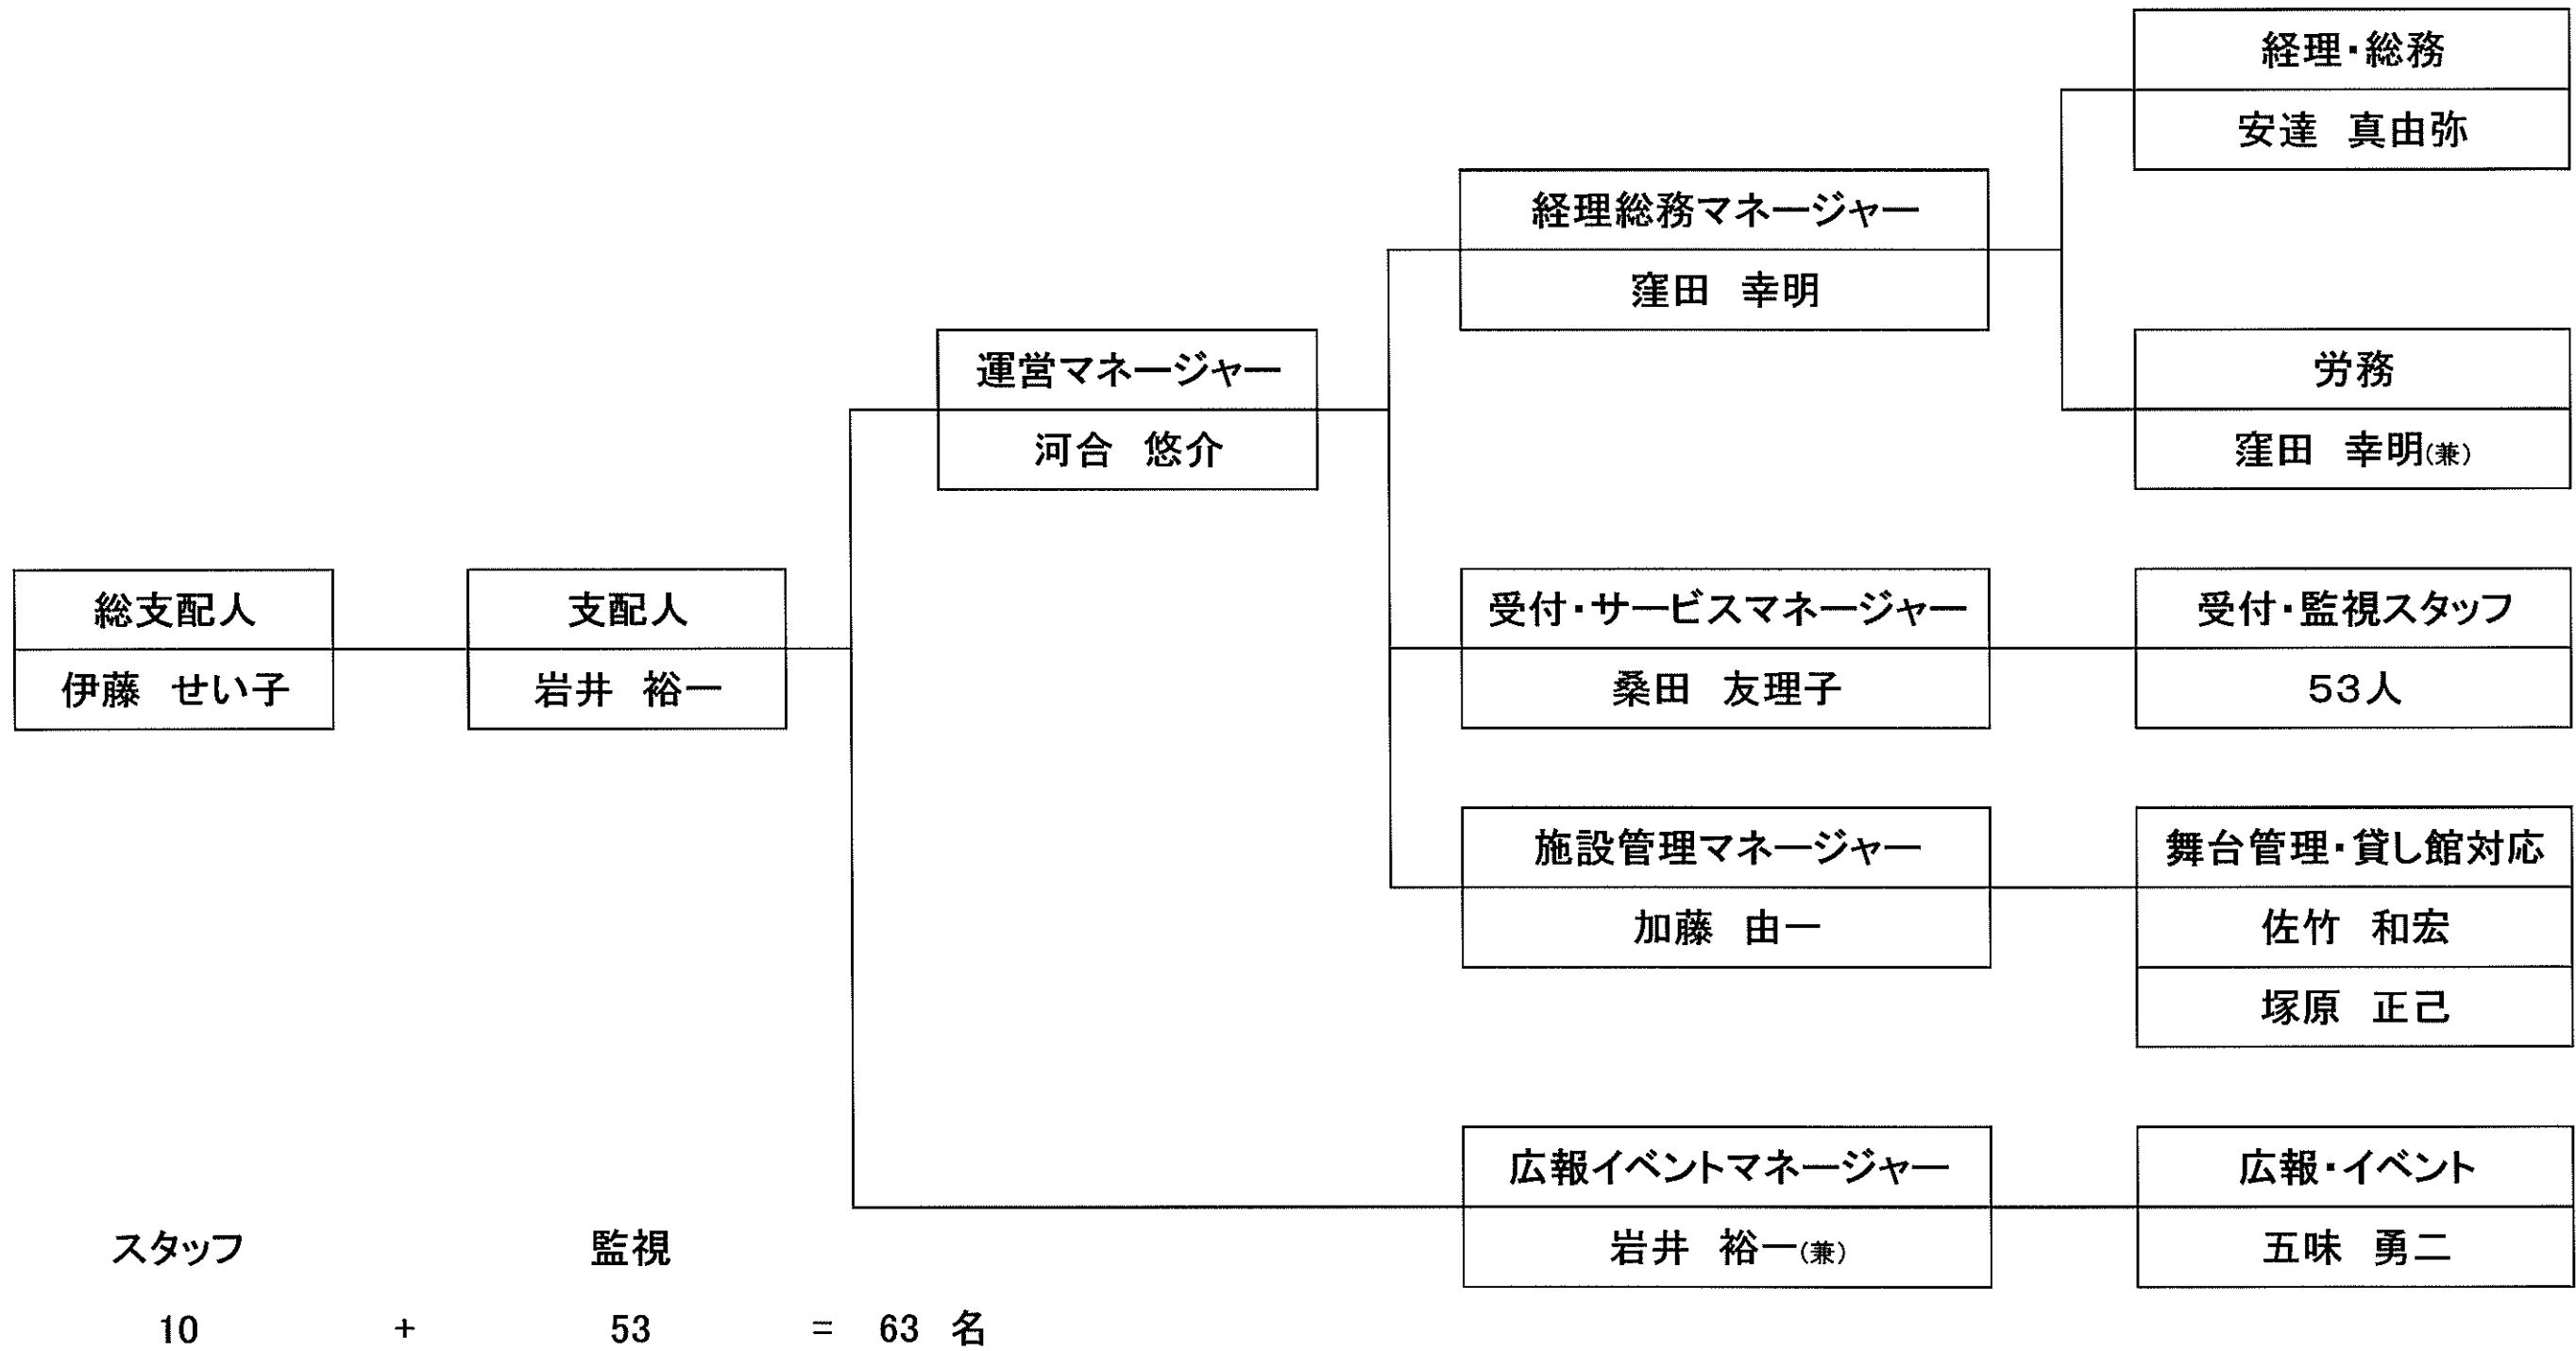 経理・総務
安達 真由弥
経理総務マネージャー
窪田 幸明
運営マネージャー
河合 悠介
労務
窪田 幸明(兼)
総支配人
伊藤 せい子
支配人
岩井 裕一
受付・サービスマネージャー
桑田 友理子
受付・監視スタッフ
53人
施設管理マネージャー
加藤 由一
舞台管理・貸し館対応
佐竹 和宏
塚原 正己
広報イベントマネージャー
岩井 裕一(兼)
広報・イベント
五味 勇二
スタッフ 監視
10 + 53 = 63 名